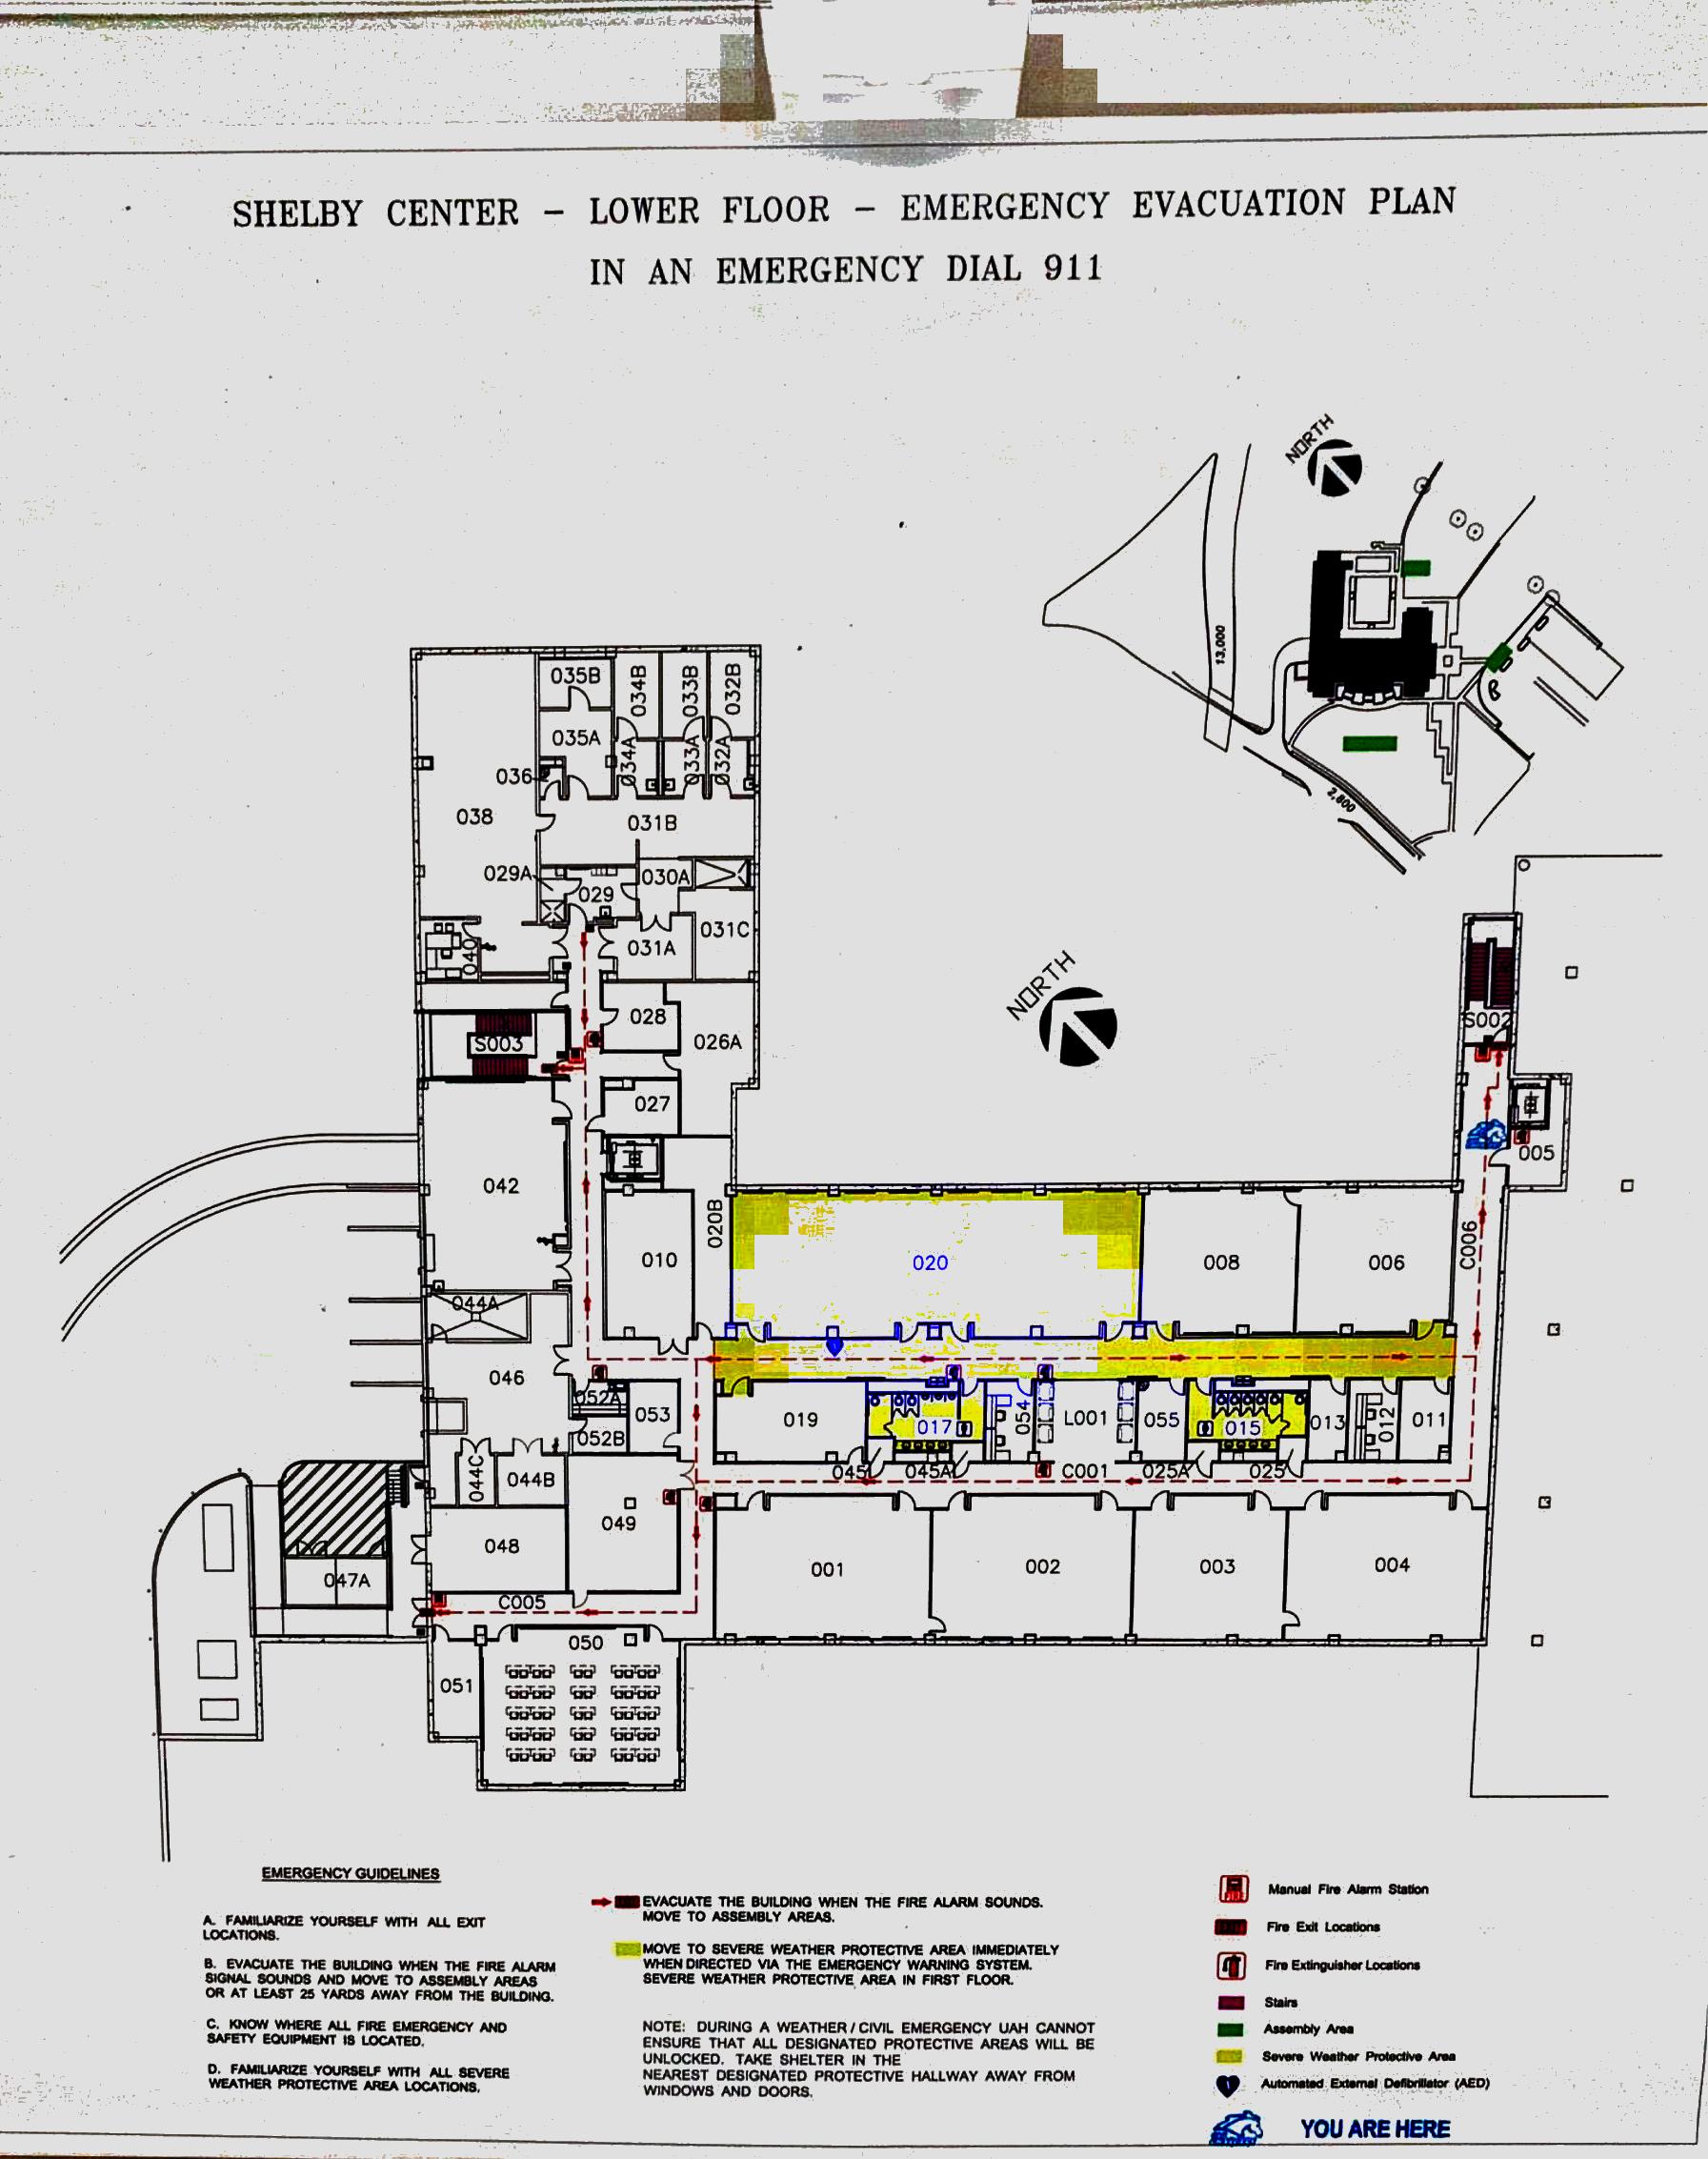 SHELBY CENTER - LOWER FLOOR - EMERGENCY EVACUATION PLAN
IN AN EMERGENCY DIAL 911
NORTH
13,000
2,800
B
035B
034B
033B
032B
035A
034A
033A
032A
036
038
031B
029A
029
030A
031C
031A
040
028
026A
S003
027
042
020B
010
020
008
006
C006
S002
005
NORTH
044A
046
052A
053
052B
019
017
054
L001
055
015
013
012
011
045
045A
C001
025A
025
044C
044B
049
048
047A
001
002
003
004
C005
050
051
EMERGENCY GUIDELINES
A. FAMILIARIZE YOURSELF WITH ALL EXIT
LOCATIONS.
B. EVACUATE THE BUILDING WHEN THE FIRE ALARM
SIGNAL SOUNDS AND MOVE TO ASSEMBLY AREAS
OR AT LEAST 25 YARDS AWAY FROM THE BUILDING.
C. KNOW WHERE ALL FIRE EMERGENCY AND
SAFETY EQUIPMENT IS LOCATED.
D. FAMILIARIZE YOURSELF WITH ALL SEVERE
WEATHER PROTECTIVE AREA LOCATIONS.
EVACUATE THE BUILDING WHEN THE FIRE ALARM SOUNDS.
MOVE TO ASSEMBLY AREAS.
MOVE TO SEVERE WEATHER PROTECTIVE AREA IMMEDIATELY
WHEN DIRECTED VIA THE EMERGENCY WARNING SYSTEM.
SEVERE WEATHER PROTECTIVE AREA IN FIRST FLOOR.
NOTE: DURING A WEATHER/CIVIL EMERGENCY UAH CANNOT
ENSURE THAT ALL DESIGNATED PROTECTIVE AREAS WILL BE
UNLOCKED. TAKE SHELTER IN THE
NEAREST DESIGNATED PROTECTIVE HALLWAY AWAY FROM
WINDOWS AND DOORS.
Manual Fire Alarm Station
Fire Exit Locations
Fire Extinguisher Locations
Stairs
Assembly Area
Severe Weather Protective Area
Automated External Defibrillator (AED)
YOU ARE HERE